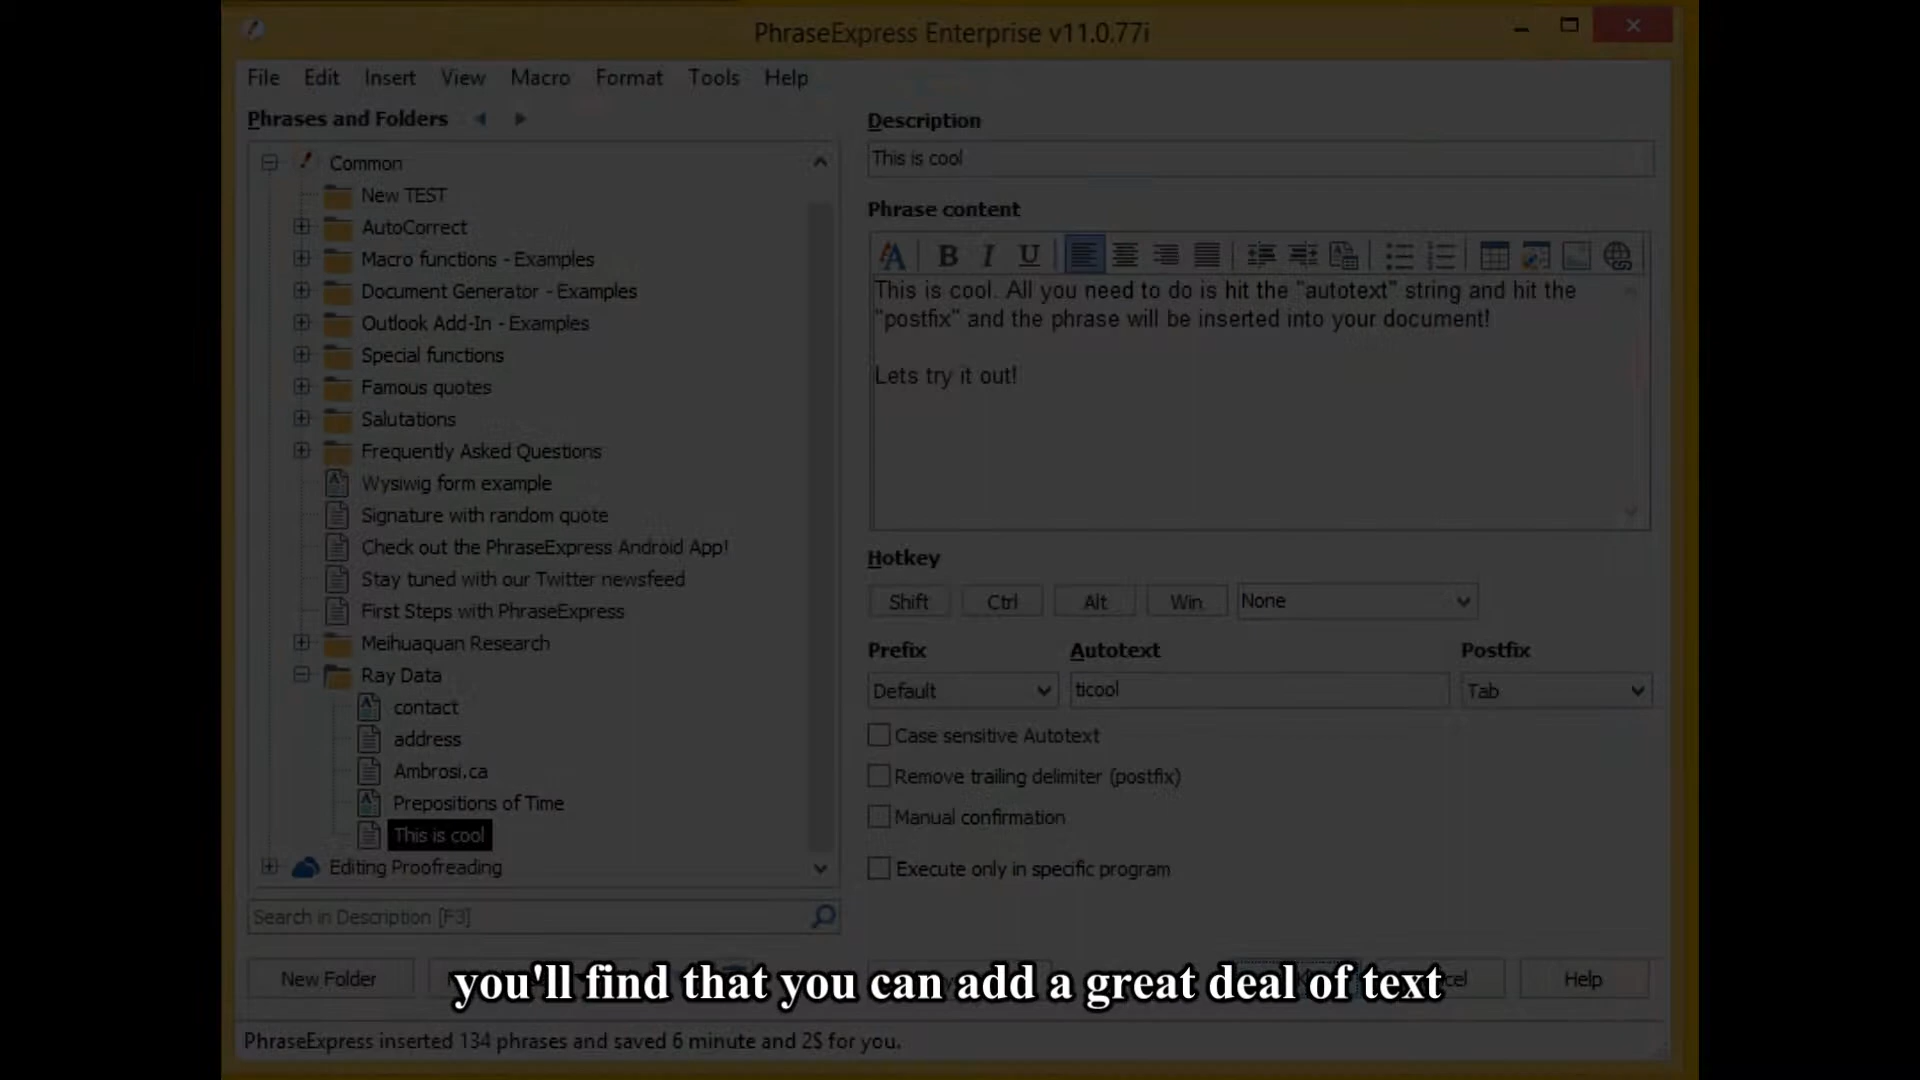 PhraseExpress Enterprise v11.0.77i
File Edit Insert View Macro Format Tools Help
Phrases and Folders
Common
New TEST
AutoCorrect
Macro functions - Examples
Document Generator - Examples
Outlook Add-In - Examples
Special functions
Famous quotes
Salutations
Frequently Asked Questions
Wysiwig form example
Signature with random quote
Check out the PhraseExpress Android App!
Stay tuned with our Twitter newsfeed
First Steps with PhraseExpress
Meihuaquan Research
Ray Data
contact
address
Ambrosi.ca
Prepositions of Time
This is cool
Editing Proofreading
Search in Description [F3]
New Folder
Description
This is cool
Phrase content
B I U
This is cool. All you need to do is hit the "autotext" string and hit the
"postfix" and the phrase will be inserted into your document!
Lets try it out!
Hotkey
Shift Ctrl Alt Win None
Prefix Autotext Postfix
Default ticool Tab
Case sensitive Autotext
Remove trailing delimiter (postfix)
Manual confirmation
Execute only in specific program
Help
you'll find that you can add a great deal of text
PhraseExpress inserted 134 phrases and saved 6 minute and 2$ for you.